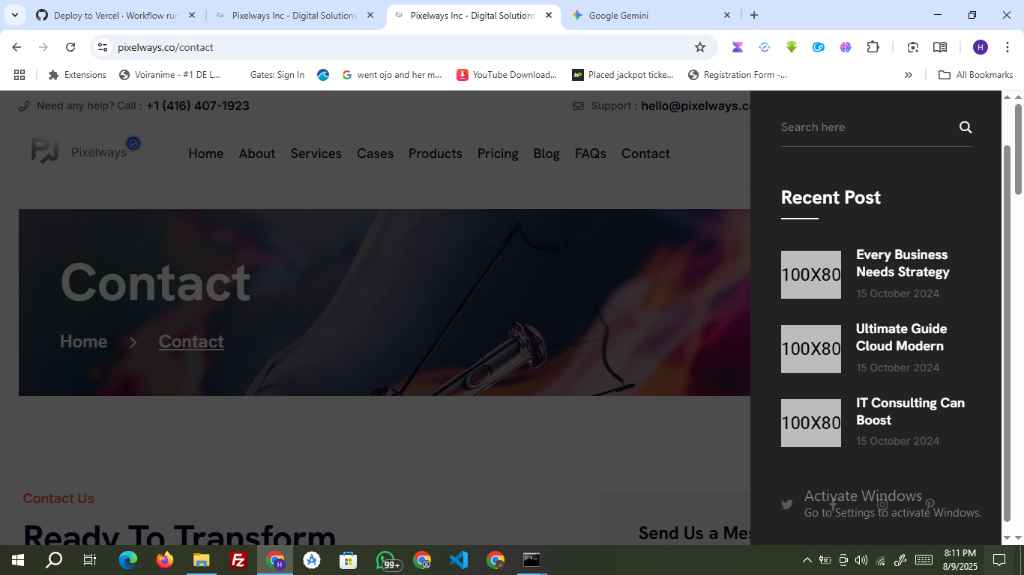 Deploy to Vercel · Workflow run
Pixelways Inc - Digital Solutions
Pixelways Inc - Digital Solutions
Google Gemini
pixelways.co/contact
H
Extensions
Voiranime - #1 DE L...
Gates: Sign In
went ojo and her m...
YouTube Download...
Placed jackpot ticke...
Registration Form -...
All Bookmarks
Need any help? Call : +1 (416) 407-1923
Support : hello@pixelways.c
Pixelways
Home
About
Services
Cases
Products
Pricing
Blog
FAQs
Contact
Contact
Home > Contact
Contact Us
Ready To Transform
Send Us a Mes
Search here
Recent Post
100X80
Every Business
Needs Strategy
15 October 2024
100X80
Ultimate Guide
Cloud Modern
15 October 2024
100X80
IT Consulting Can
Boost
15 October 2024
Activate Windows
Go to Settings to activate Windows.
99+
8:11 PM
8/9/2025